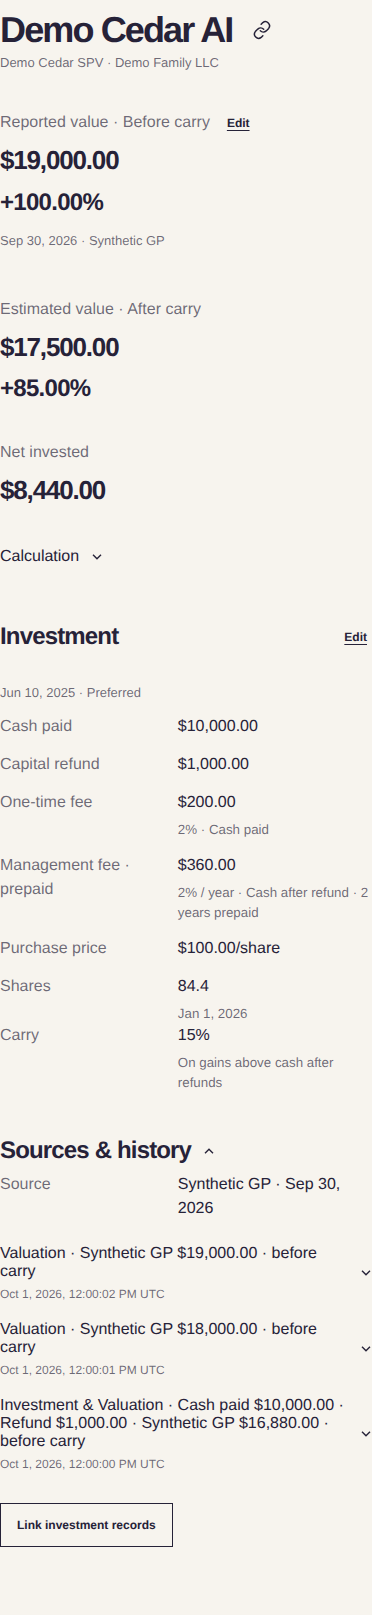 Demo Cedar AI
Demo Cedar SPV · Demo Family LLC
Reported value · Before carry Edit
$19,000.00
+100.00%
Sep 30, 2026 · Synthetic GP
Estimated value · After carry
$17,500.00
+85.00%
Net invested
$8,440.00
Calculation
Investment Edit
Jun 10, 2025 · Preferred
Cash paid $10,000.00
Capital refund $1,000.00
One-time fee $200.00
2% · Cash paid
Management fee · $360.00
prepaid
2% / year · Cash after refund · 2
years prepaid
Purchase price $100.00/share
Shares 84.4
Jan 1, 2026
Carry 15%
On gains above cash after
refunds
Sources & history
Source Synthetic GP · Sep 30,
2026
Valuation · Synthetic GP $19,000.00 · before
carry
Oct 1, 2026, 12:00:02 PM UTC
Valuation · Synthetic GP $18,000.00 · before
carry
Oct 1, 2026, 12:00:01 PM UTC
Investment & Valuation · Cash paid $10,000.00 ·
Refund $1,000.00 · Synthetic GP $16,880.00 ·
before carry
Oct 1, 2026, 12:00:00 PM UTC
Link investment records